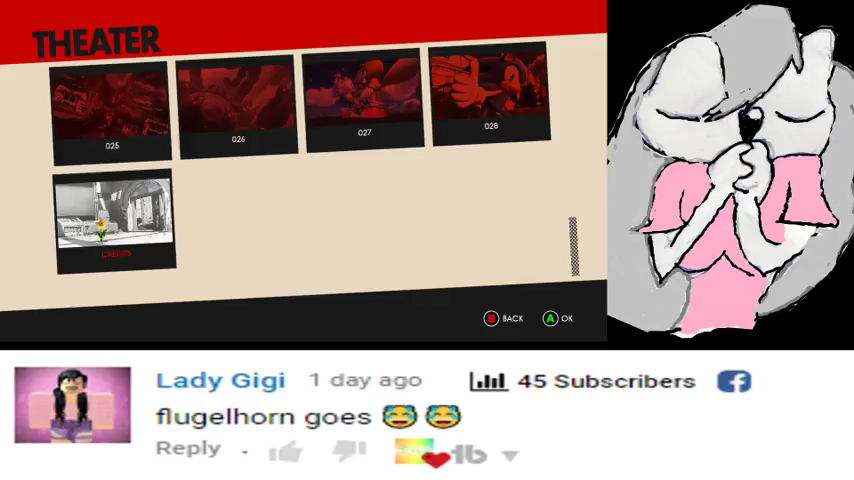 THEATER
025 026 027 028
CREDITS
B BACK A OK
Lady Gigi 1 day ago 45 Subscribers
flugelhorn goes 😂 😂
Reply